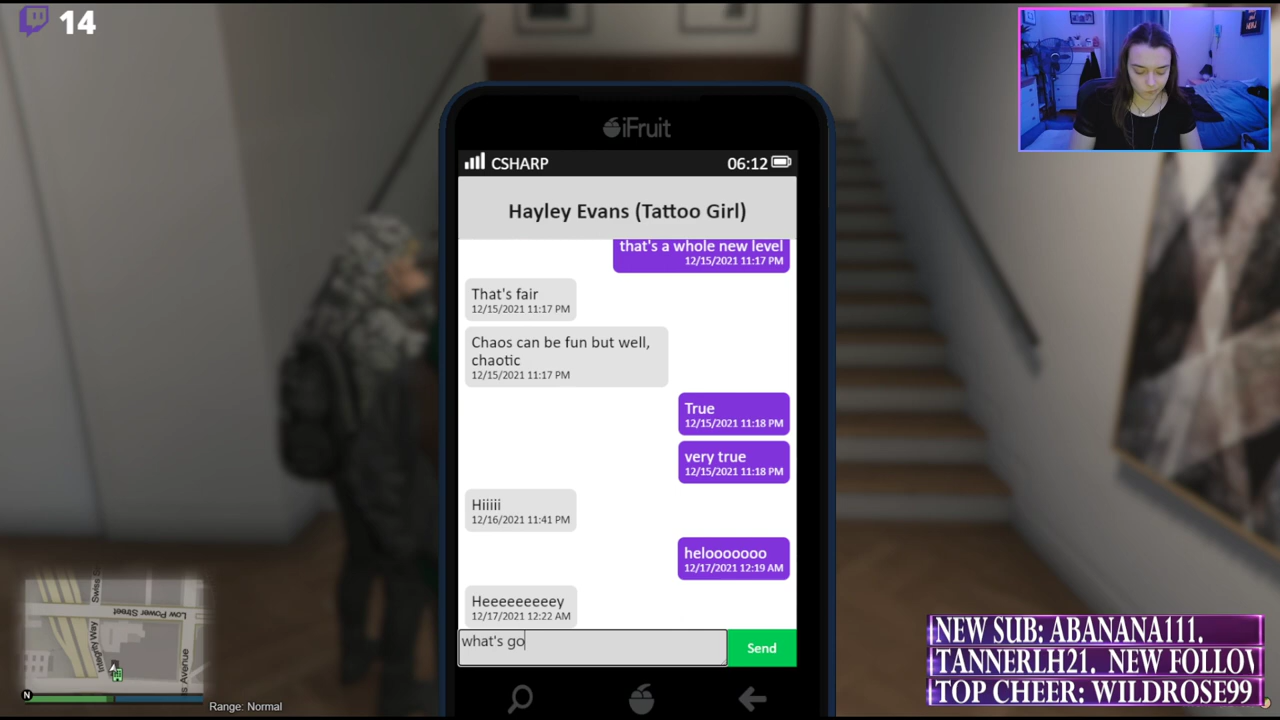 14
iFruit
CSHARP
06:12
Hayley Evans (Tattoo Girl)
that's a whole new level
12/15/2021 11:17 PM
That's fair
12/15/2021 11:17 PM
Chaos can be fun but well,
chaotic
12/15/2021 11:17 PM
True
12/15/2021 11:18 PM
very true
12/15/2021 11:18 PM
Hiiiii
12/16/2021 11:41 PM
helooooooo
12/17/2021 12:19 AM
Heeeeeeeey
12/17/2021 12:22 AM
what's go
Send
Low Power Street
N
Range: Normal
NEW SUB: ABANANA111.
TANNERLH21. NEW FOLLOV
TOP CHEER: WILDROSE99